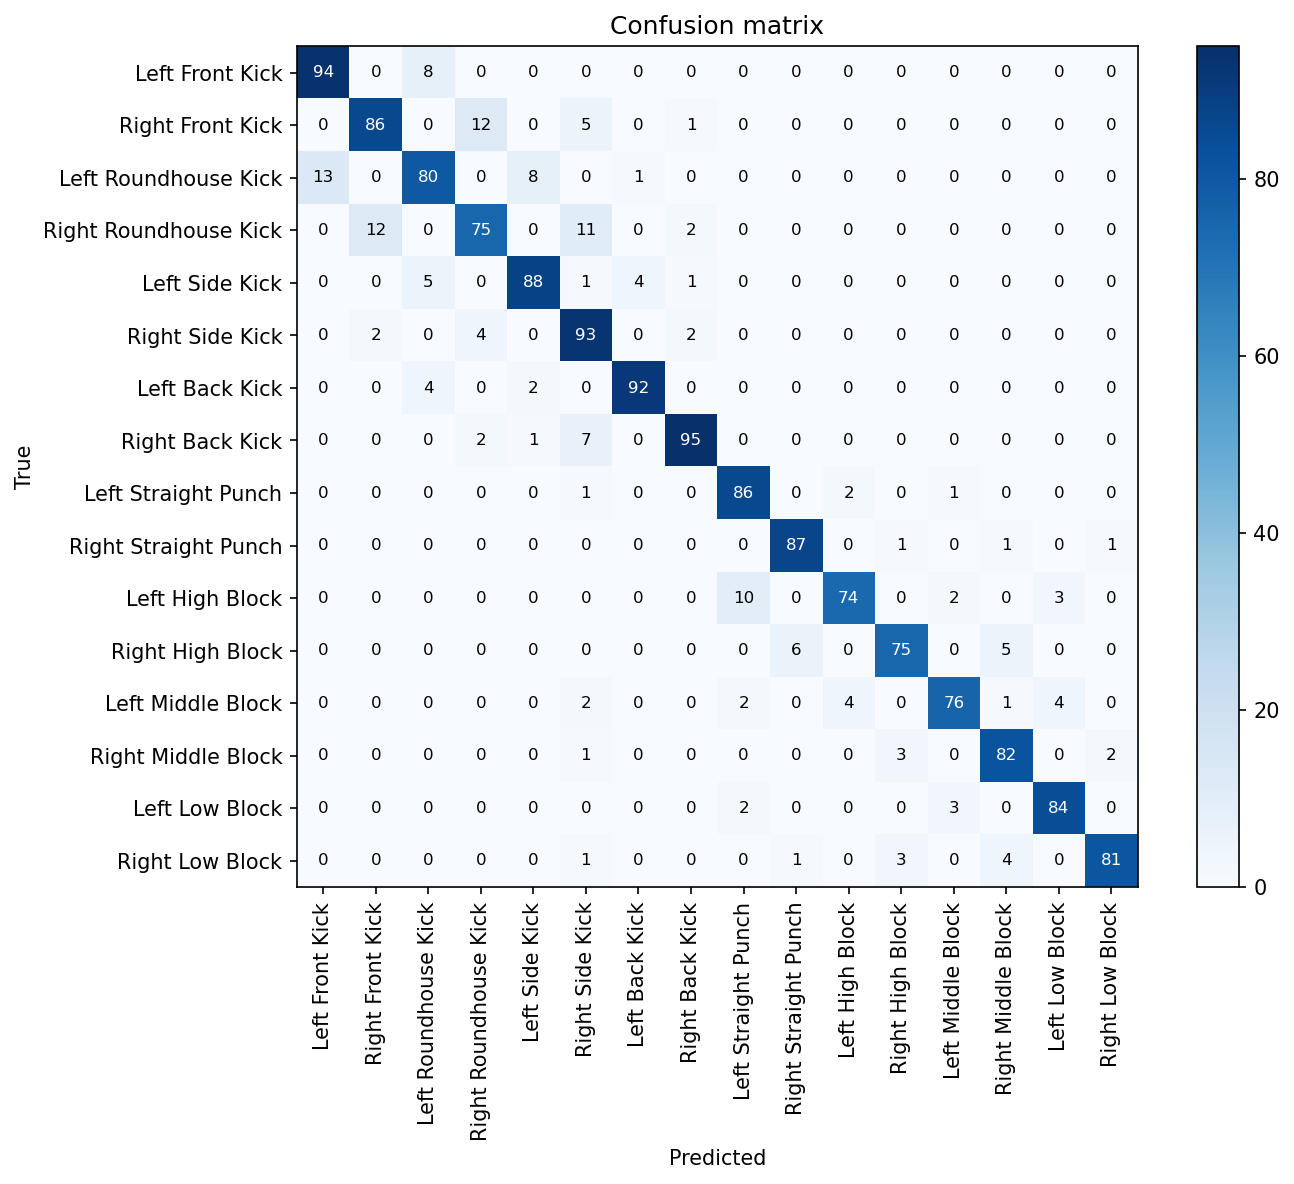 Confusion matrix
True
Left Front Kick 94 0 8 0 0 0 0 0 0 0 0 0 0 0 0 0
Right Front Kick 0 86 0 12 0 5 0 1 0 0 0 0 0 0 0 0
Left Roundhouse Kick 13 0 80 0 8 0 1 0 0 0 0 0 0 0 0 0
Right Roundhouse Kick 0 12 0 75 0 11 0 2 0 0 0 0 0 0 0 0
Left Side Kick 0 0 5 0 88 1 4 1 0 0 0 0 0 0 0 0
Right Side Kick 0 2 0 4 0 93 0 2 0 0 0 0 0 0 0 0
Left Back Kick 0 0 4 0 2 0 92 0 0 0 0 0 0 0 0 0
Right Back Kick 0 0 0 2 1 7 0 95 0 0 0 0 0 0 0 0
Left Straight Punch 0 0 0 0 0 1 0 0 86 0 2 0 1 0 0 0
Right Straight Punch 0 0 0 0 0 0 0 0 0 87 0 1 0 1 0 1
Left High Block 0 0 0 0 0 0 0 0 10 0 74 0 2 0 3 0
Right High Block 0 0 0 0 0 0 0 0 0 6 0 75 0 5 0 0
Left Middle Block 0 0 0 0 0 2 0 0 2 0 4 0 76 1 4 0
Right Middle Block 0 0 0 0 0 1 0 0 0 0 0 3 0 82 0 2
Left Low Block 0 0 0 0 0 0 0 0 2 0 0 0 3 0 84 0
Right Low Block 0 0 0 0 0 1 0 0 0 1 0 3 0 4 0 81
Left Front Kick
Right Front Kick
Left Roundhouse Kick
Right Roundhouse Kick
Left Side Kick
Right Side Kick
Left Back Kick
Right Back Kick
Left Straight Punch
Right Straight Punch
Left High Block
Right High Block
Left Middle Block
Right Middle Block
Left Low Block
Right Low Block
Predicted
80
60
40
20
0